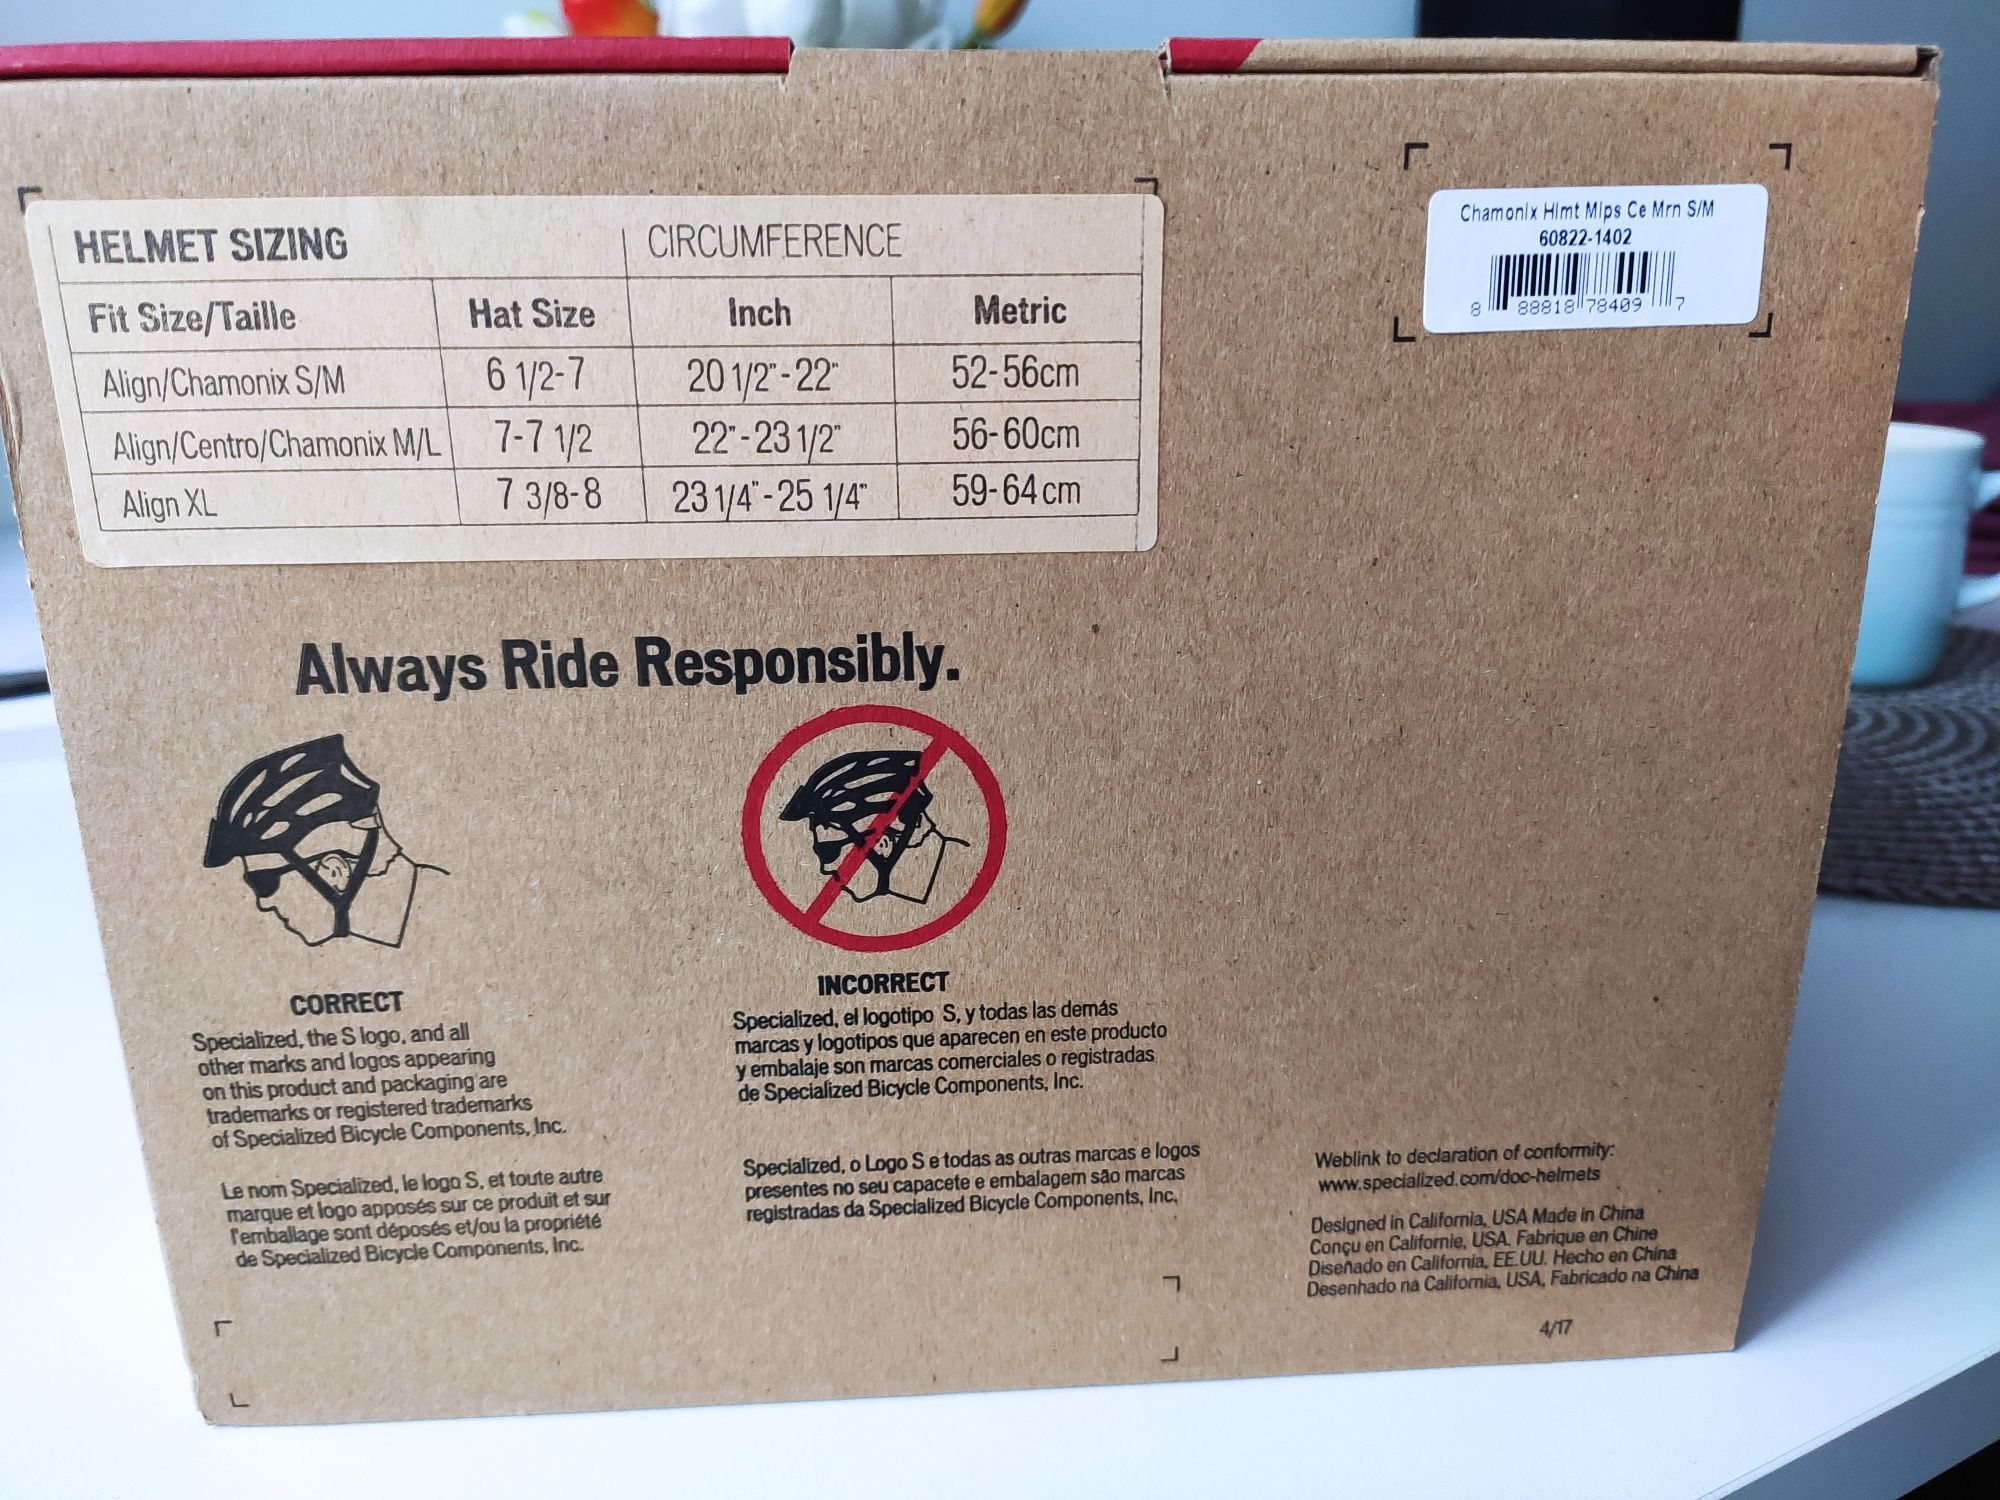 HELMET SIZING CIRCUMFERENCE
Fit Size/Taille Hat Size Inch Metric
Align/Chamonix S/M 6 1/2-7 20 1/2"-22" 52-56cm
Align/Centro/Chamonix M/L 7-7 1/2 22"-23 1/2" 56-60cm
Align XL 7 3/8-8 23 1/4"-25 1/4" 59-64cm
Chamonix Hlmt Mips Ce Mrn S/M
60822-1402
8 88818 78409 7
Always Ride Responsibly.
CORRECT
Specialized, the S logo, and all
other marks and logos appearing
on this product and packaging are
trademarks or registered trademarks
of Specialized Bicycle Components, Inc.
Le nom Specialized, le logo S, et toute autre
marque et logo apposés sur ce produit et sur
l'emballage sont déposés et/ou la propriété
de Specialized Bicycle Components, Inc.
INCORRECT
Specialized, el logotipo S, y todas las demás
marcas y logotipos que aparecen en este producto
y embalaje son marcas comerciales o registradas
de Specialized Bicycle Components, Inc.
Specialized, o Logo S e todas as outras marcas e logos
presentes no seu capacete e embalagem são marcas
registradas da Specialized Bicycle Components, Inc.
Weblink to declaration of conformity:
www.specialized.com/doc-helmets
Designed in California, USA Made in China
Conçu en Californie, USA. Fabrique en Chine
Diseñado en California, EE.UU. Hecho en China
Desenhado na Califórnia, USA, Fabricado na China
4/17